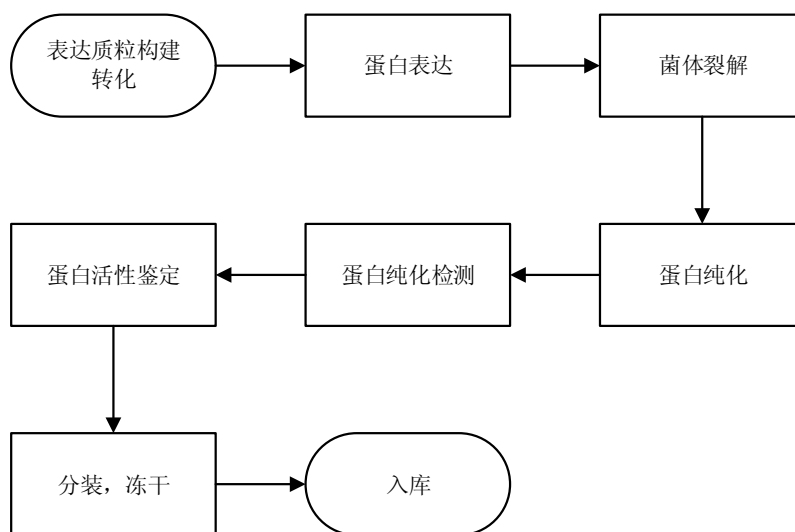 表达质粒构建
转化
蛋白表达
菌体裂解
蛋白纯化
蛋白纯化检测
蛋白活性鉴定
分装，冻干
入库